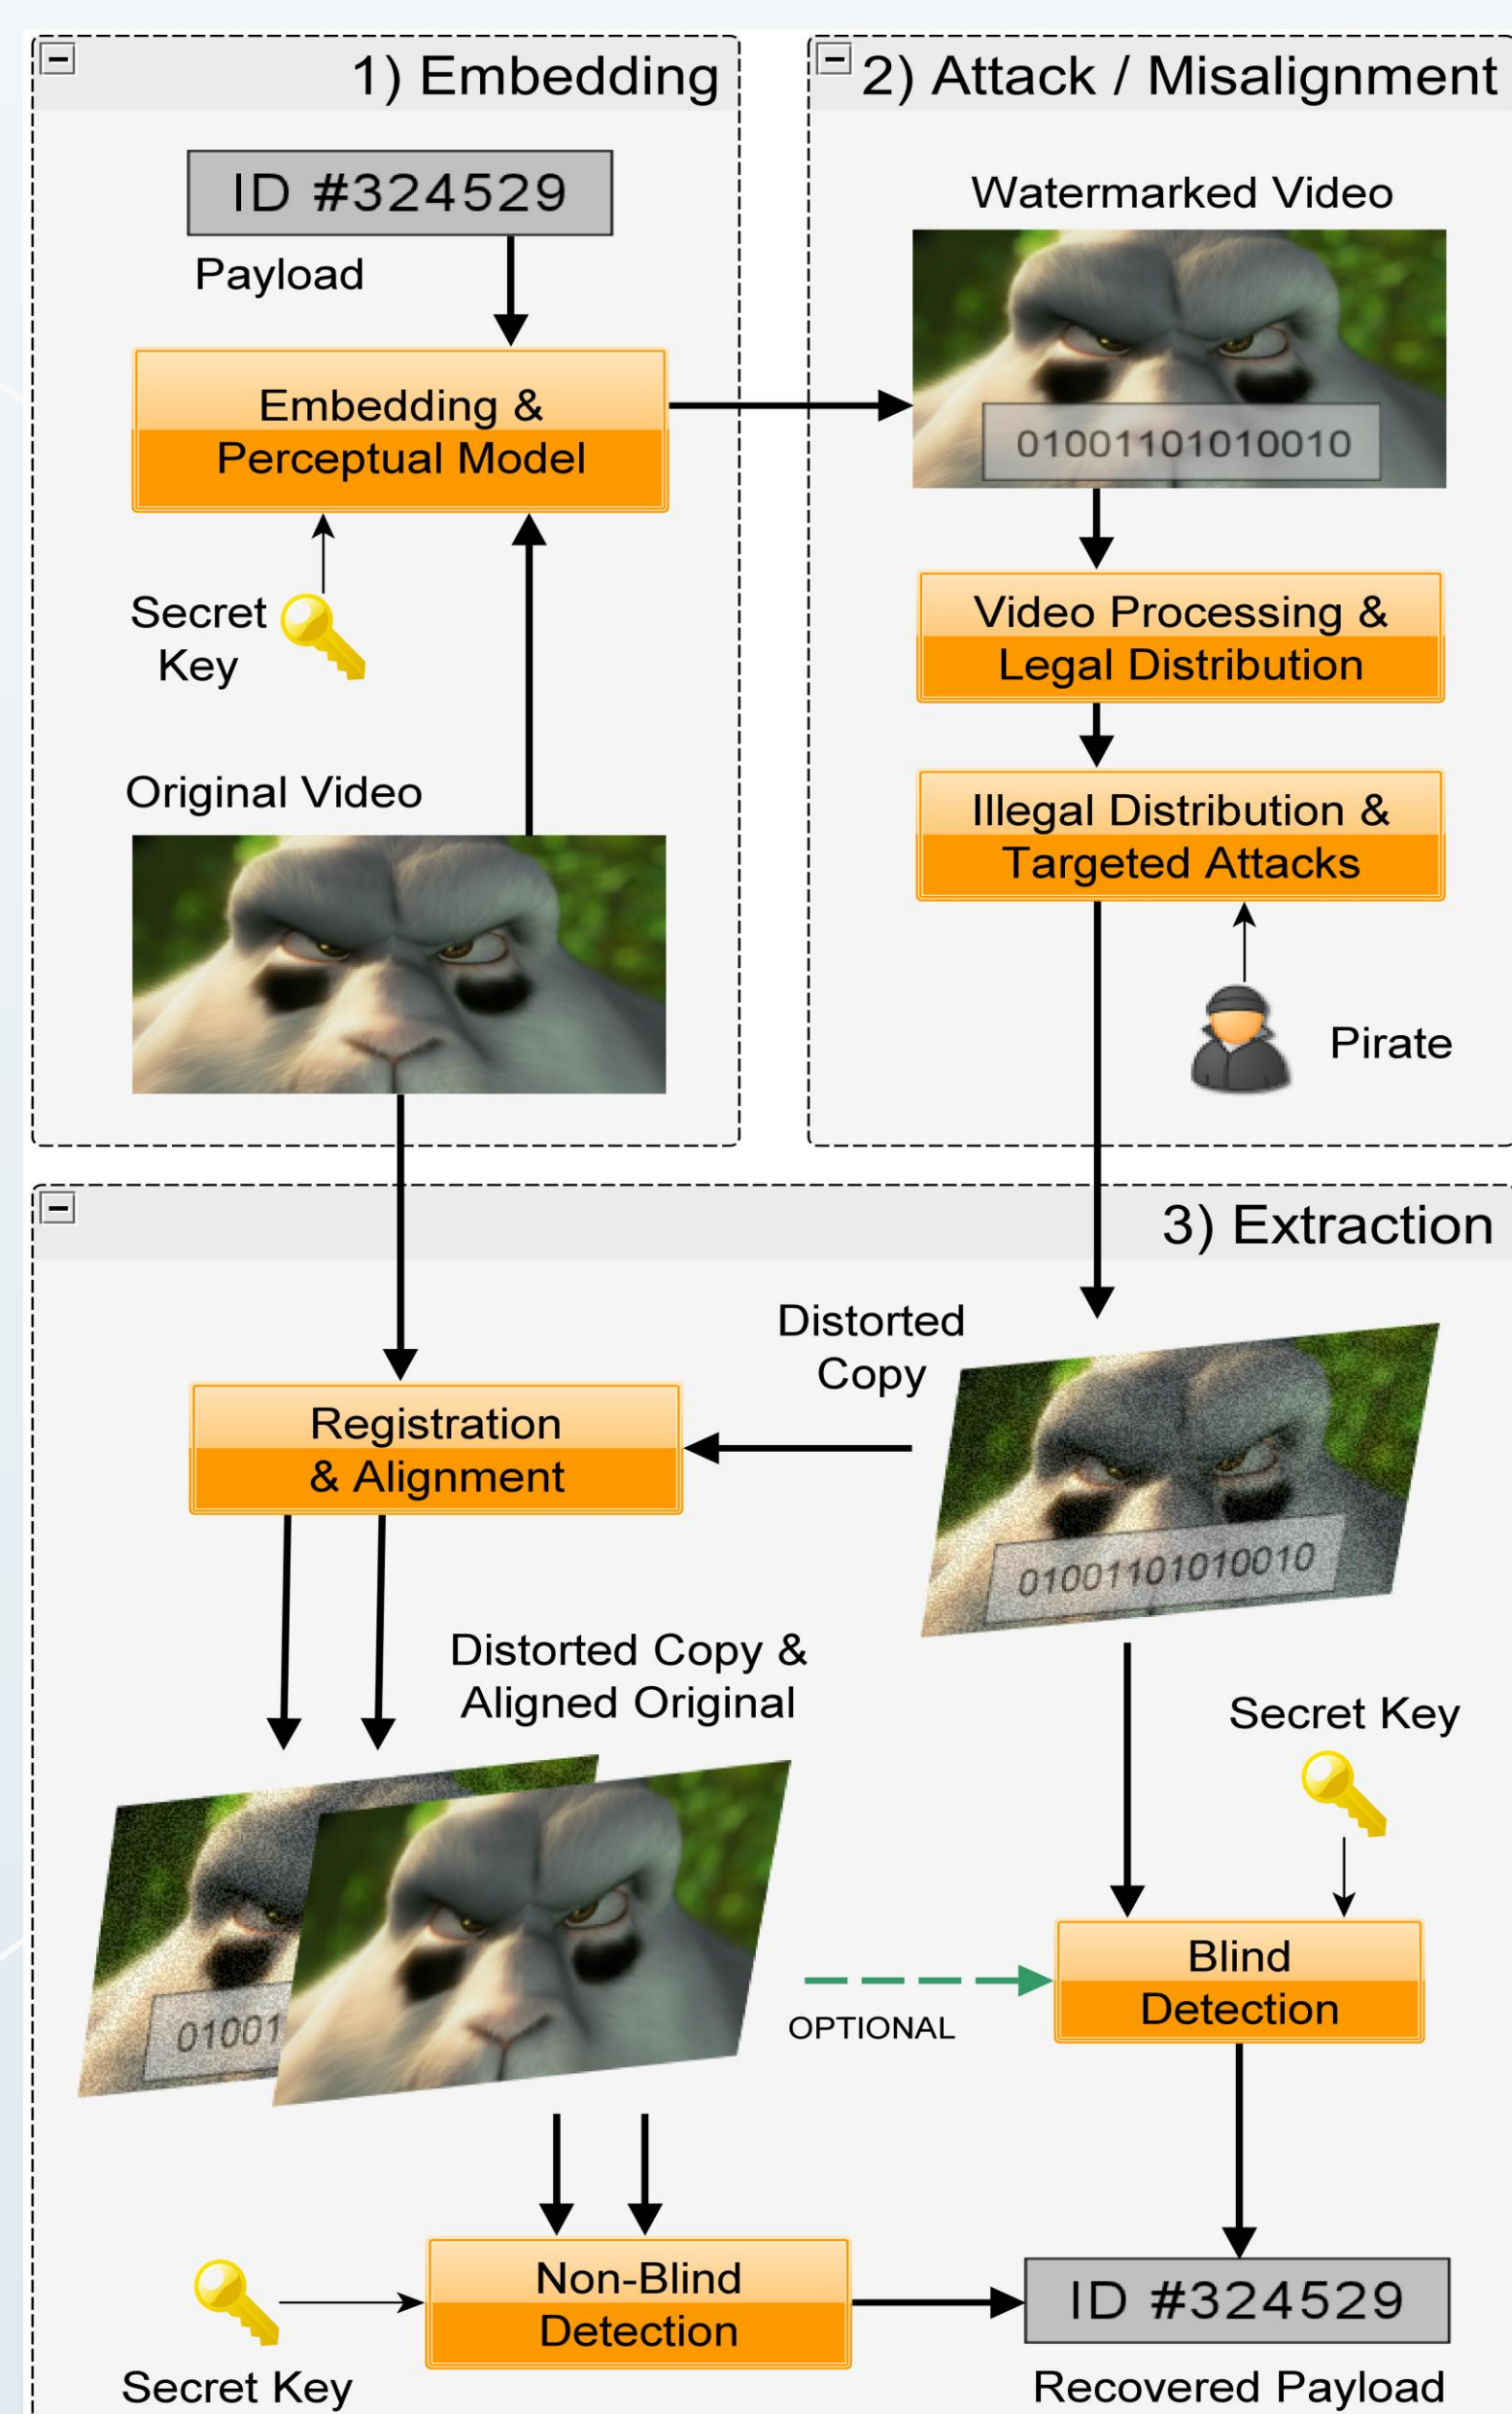 1) Embedding
ID #324529
Payload
Embedding &
Perceptual Model
Secret
Key
Original Video
2) Attack / Misalignment
Watermarked Video
01001101010010
Video Processing &
Legal Distribution
Illegal Distribution &
Targeted Attacks
Pirate
3) Extraction
Distorted
Copy
Registration
& Alignment
01001101010010
Distorted Copy &
Aligned Original
Secret Key
01001
OPTIONAL
Blind
Detection
Non-Blind
Detection
Secret Key
ID #324529
Recovered Payload